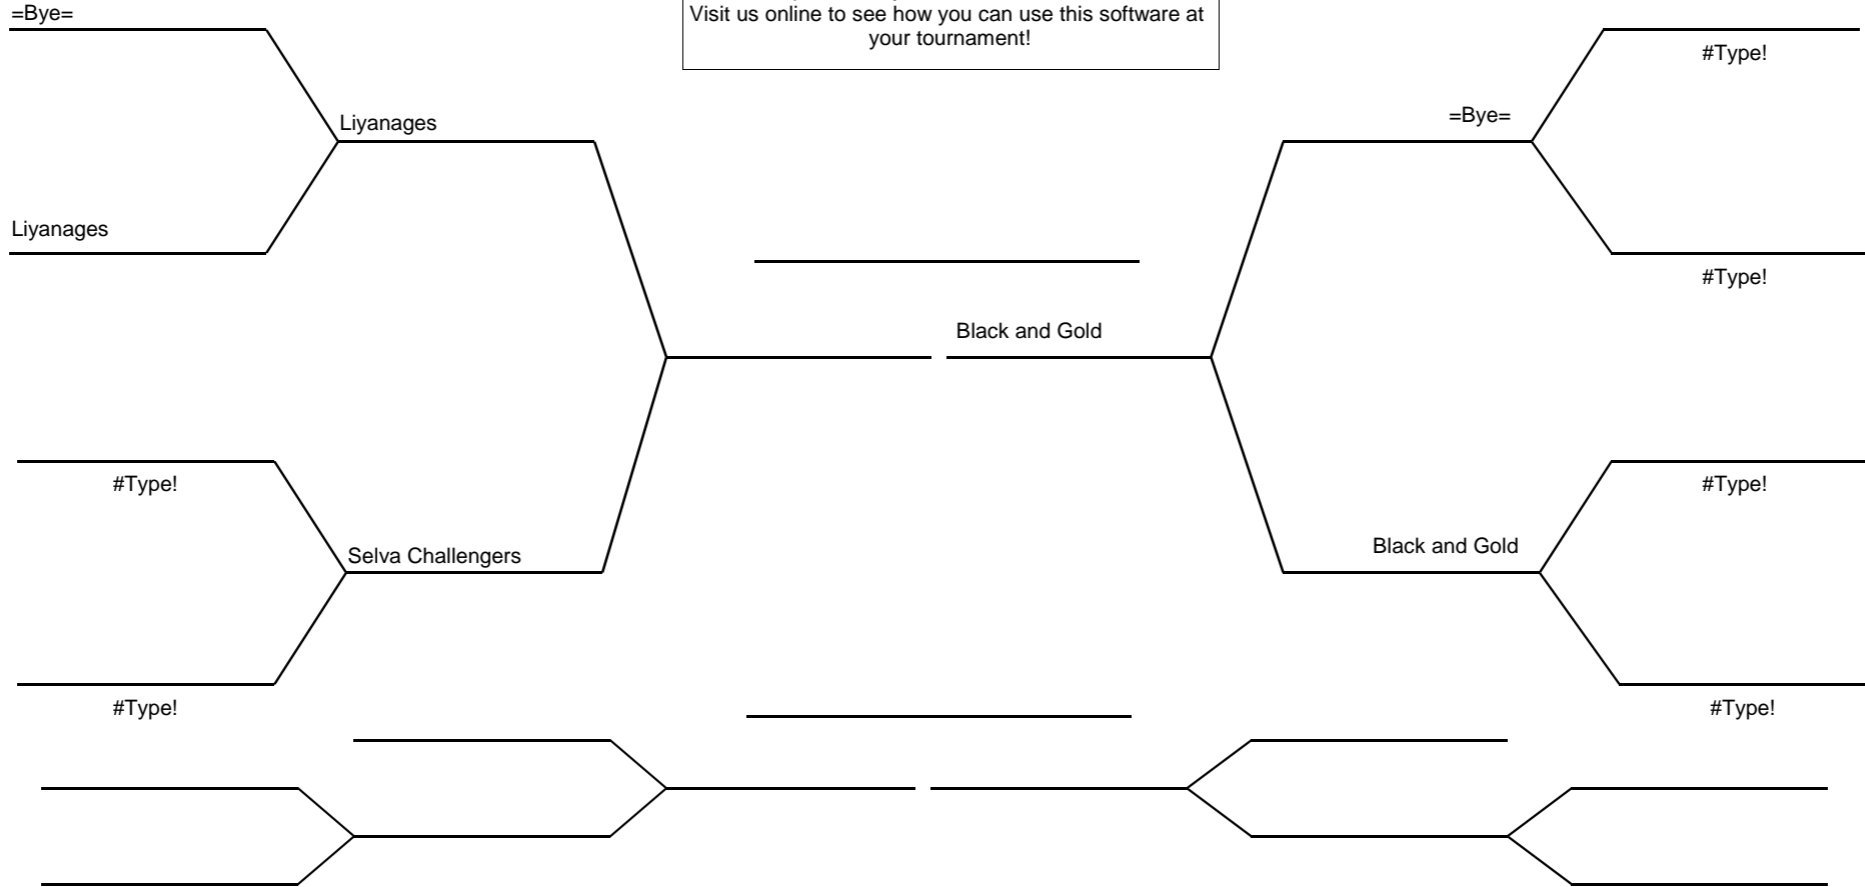 =Bye=
Visit us online to see how you can use this software at
your tournament!
#Type!
Liyanages
=Bye=
Liyanages
#Type!
Black and Gold
#Type!
#Type!
Selva Challengers
Black and Gold
#Type!
#Type!